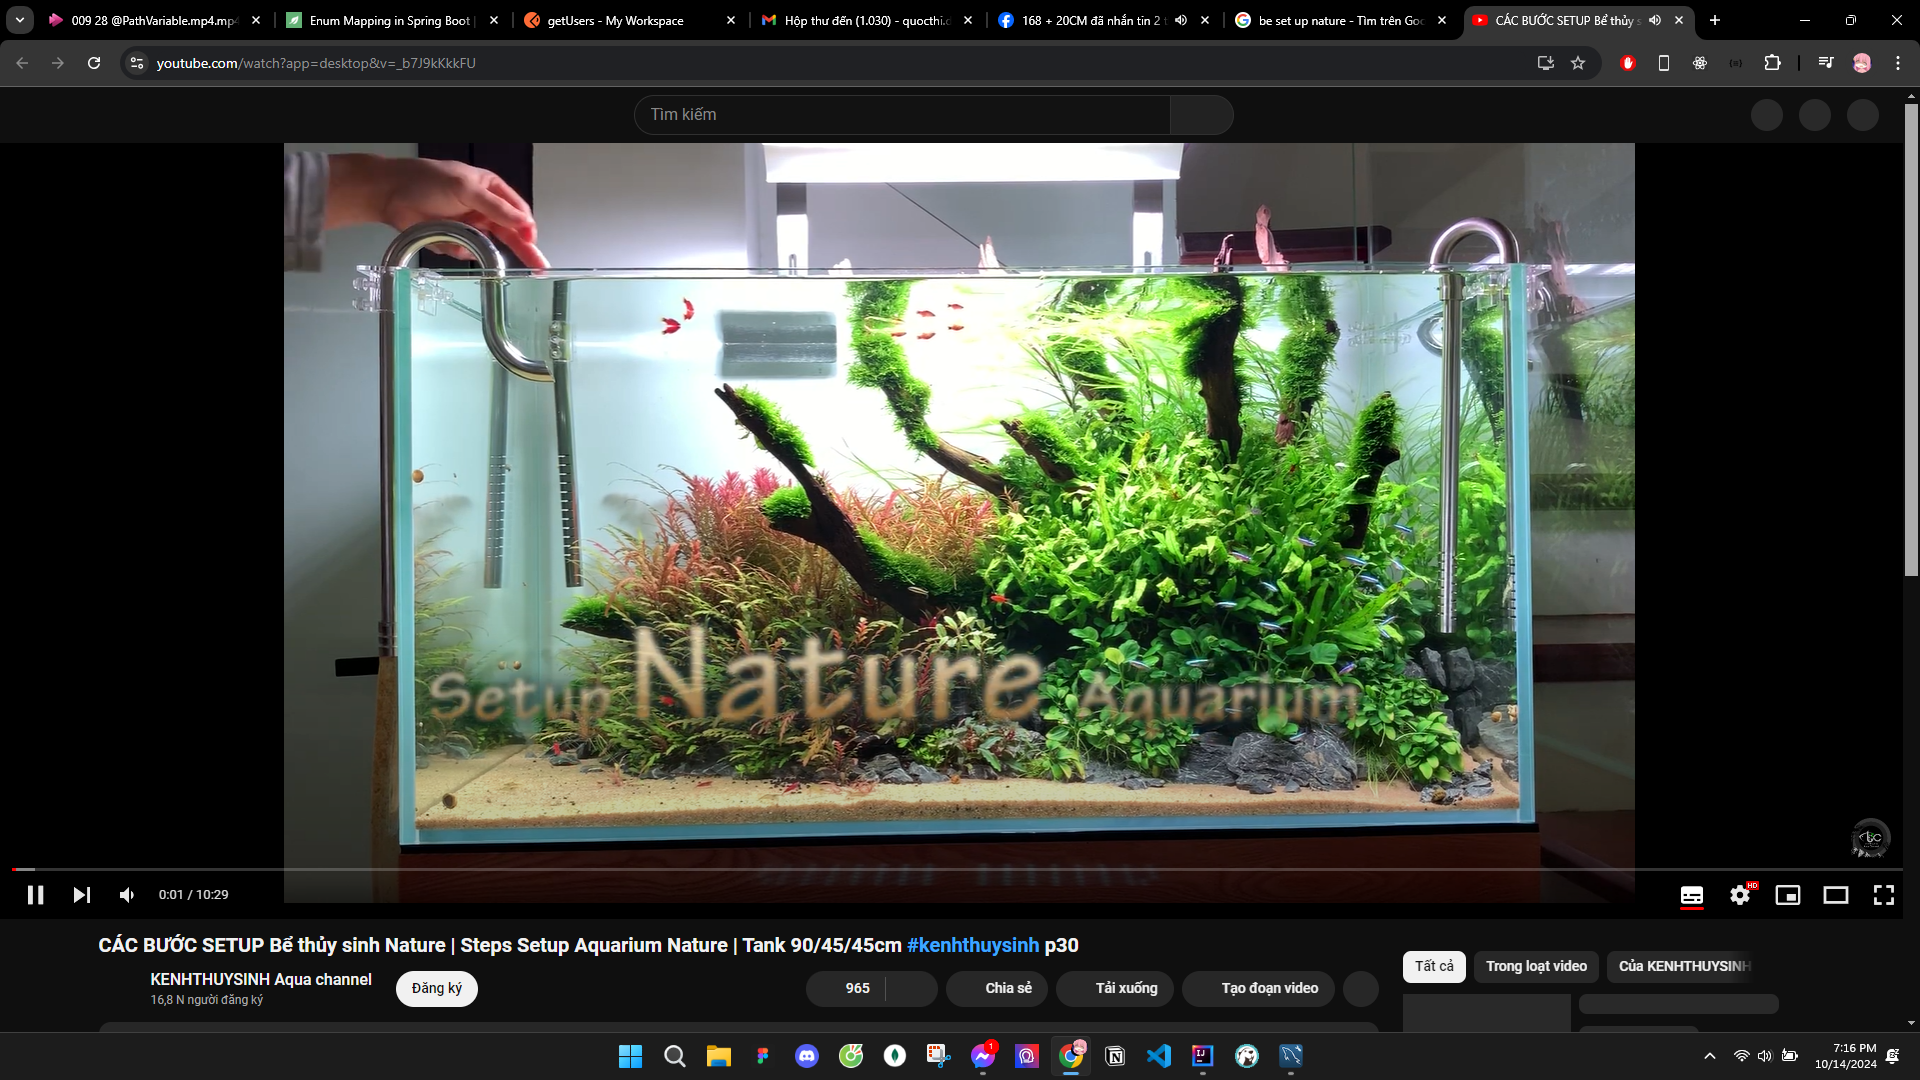 009 28 @PathVariable.mp4.mp4
Enum Mapping in Spring Boot
getUsers - My Workspace
Hộp thư đến (1.030) - quocthi.d
168 + 20CM đã nhắn tin 2 t
be set up nature - Tìm trên Goo
CÁC BƯỚC SETUP Bể thủy s
youtube.com/watch?app=desktop&v=_b7J9kKkkFU
Tìm kiếm
Setup Nature Aquarium
0:01 / 10:29
HD
CÁC BƯỚC SETUP Bể thủy sinh Nature | Steps Setup Aquarium Nature | Tank 90/45/45cm #kenhthuysinh p30
KENHTHUYSINH Aqua channel
16,8 N người đăng ký
Đăng ký
965
Chia sẻ
Tải xuống
Tạo đoạn video
Tất cả
Trong loạt video
Của KENHTHUYSINH
1
7:16 PM
10/14/2024